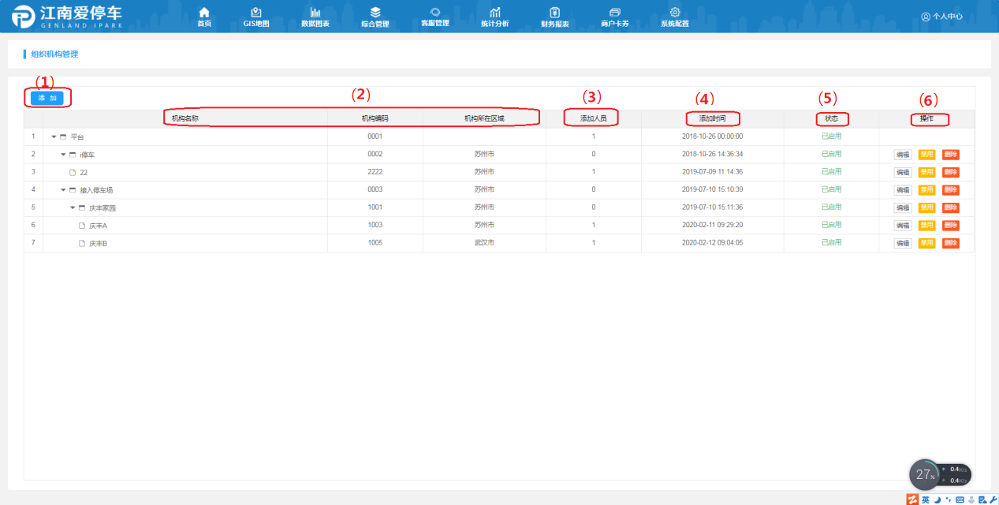 江南爱停车
GENLAND IPARK
首页 GIS地图 数据图表 综合管理 客服管理 统计分析 财务报表 商户卡券 系统配置 个人中心
组织机构管理
(1) (2) (3) (4) (5) (6)
添 加
机构名称 机构编码 机构所在区域 添加人员 添加时间 状态 操作
1 平台 0001 1 2018-10-26 00:00:00 已启用
2 i停车 0002 苏州市 0 2018-10-26 14:36:34 已启用 编辑 禁用 删除
3 22 2222 苏州市 1 2019-07-09 11:14:36 已启用 编辑 禁用 删除
4 接入停车场 0003 苏州市 0 2019-07-10 15:10:39 已启用 编辑 禁用 删除
5 庆丰家园 1001 苏州市 0 2019-07-10 15:11:36 已启用 编辑 禁用 删除
6 庆丰A 1003 苏州市 1 2020-02-11 09:29:20 已启用 编辑 禁用 删除
7 庆丰B 1005 武汉市 1 2020-02-12 09:04:05 已启用 编辑 禁用 删除
27% 0.4K/s
0.4K/s
英